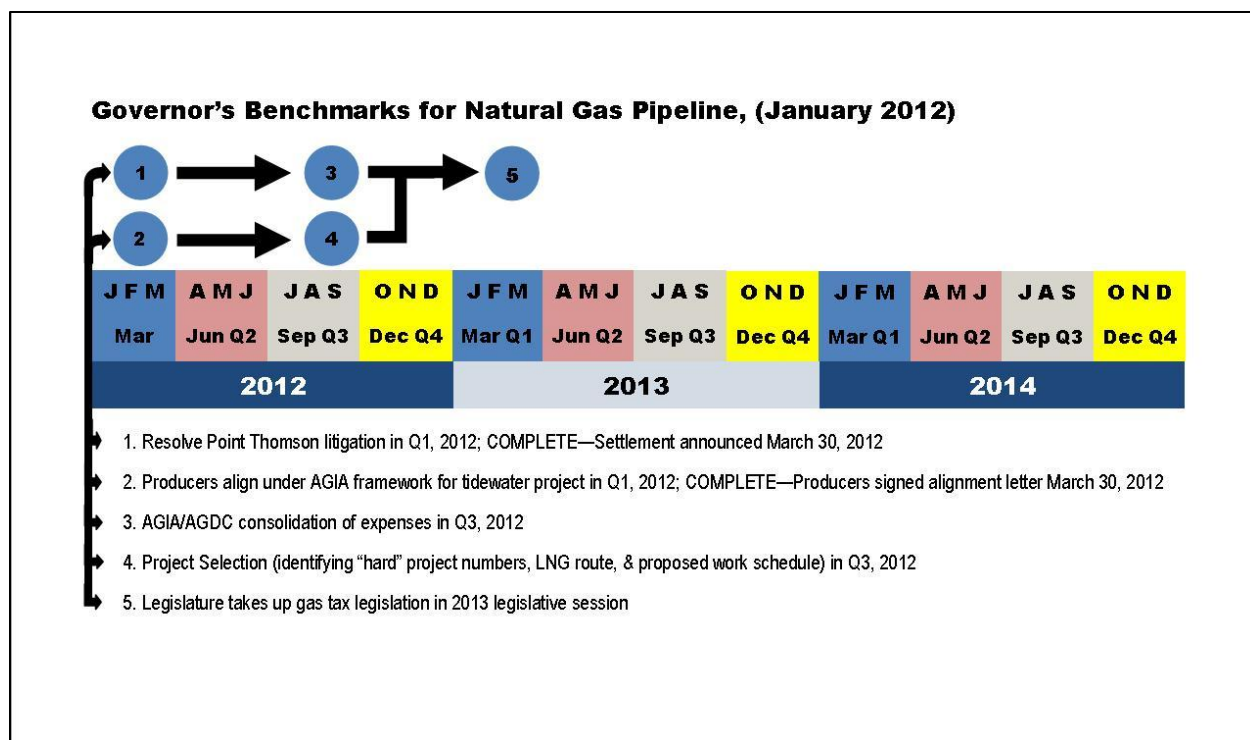 Governor’s Benchmarks for Natural Gas Pipeline, (January 2012)
1 3 5
2 4
J F M A M J J A S O N D J F M A M J J A S O N D J F M A M J J A S O N D
Mar Jun Q2 Sep Q3 Dec Q4 Mar Q1 Jun Q2 Sep Q3 Dec Q4 Mar Q1 Jun Q2 Sep Q3 Dec Q4
2012 2013 2014
1. Resolve Point Thomson litigation in Q1, 2012; COMPLETE—Settlement announced March 30, 2012
2. Producers align under AGIA framework for tidewater project in Q1, 2012; COMPLETE—Producers signed alignment letter March 30, 2012
3. AGIA/AGDC consolidation of expenses in Q3, 2012
4. Project Selection (identifying “hard” project numbers, LNG route, & proposed work schedule) in Q3, 2012
5. Legislature takes up gas tax legislation in 2013 legislative session